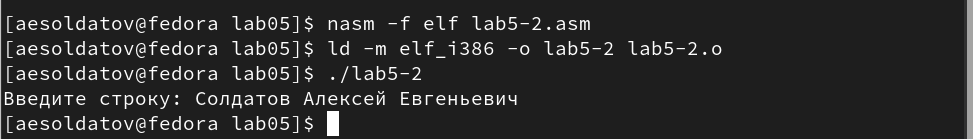 [aesoldatov@fedora lab05]$ nasm -f elf lab5-2.asm
[aesoldatov@fedora lab05]$ ld -m elf_i386 -o lab5-2 lab5-2.o
[aesoldatov@fedora lab05]$ ./lab5-2
Введите строку: Солдатов Алексей Евгеньевич
[aesoldatov@fedora lab05]$